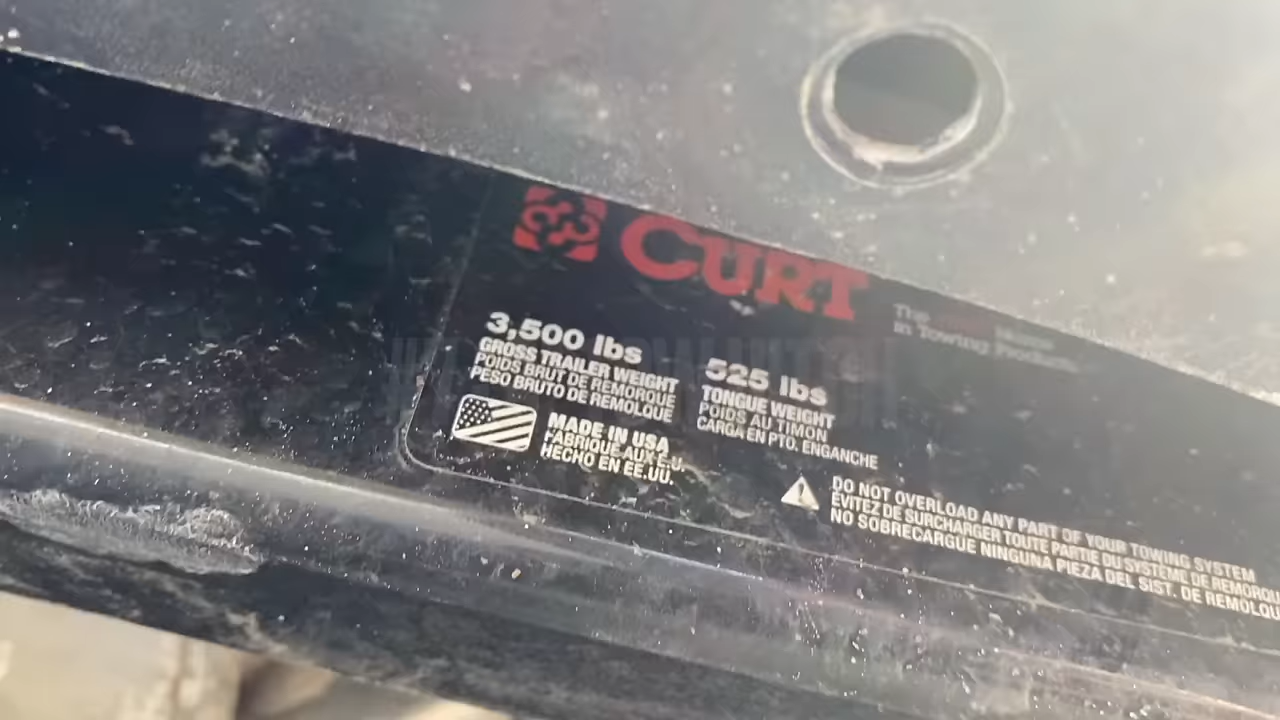 CURT
The Name
in Towing Products
3,500 lbs
GROSS TRAILER WEIGHT
POIDS BRUT DE REMORQUE
PESO BRUTO DE REMOLQUE
525 lbs
TONGUE WEIGHT
POIDS AU TIMON
CARGA EN PTO. ENGANCHE
MADE IN USA
FABRIQUÉ AUX É.U.
HECHO EN EE.UU.
DO NOT OVERLOAD ANY PART OF YOUR TOWING SYSTEM
ÉVITEZ DE SURCHARGER TOUTE PARTIE DU SYSTÈME DE REMORQU
NO SOBRECARGUE NINGUNA PIEZA DEL SIST. DE REMOLQU